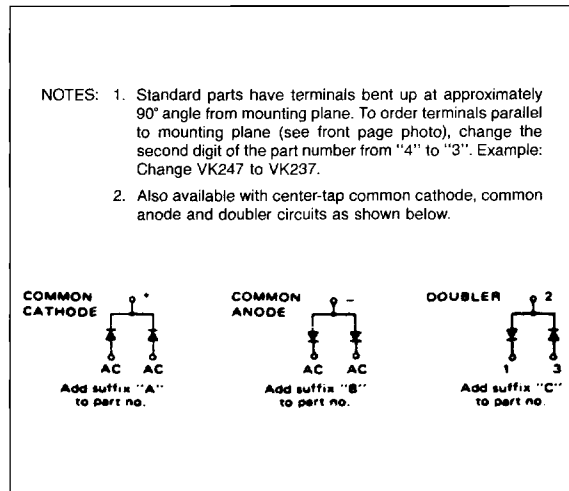 NOTES: 1. Standard parts have terminals bent up at approximately
90° angle from mounting plane. To order terminals parallel
to mounting plane (see front page photo), change the
second digit of the part number from "4" to "3". Example:
Change VK247 to VK237.
2. Also available with center-tap common cathode, common
anode and doubler circuits as shown below.
COMMON
CATHODE
+
AC AC
Add suffix "A"
to part no.
COMMON
ANODE
–
AC AC
Add suffix "B"
to part no.
DOUBLER
2
1 3
Add suffix "C"
to part no.